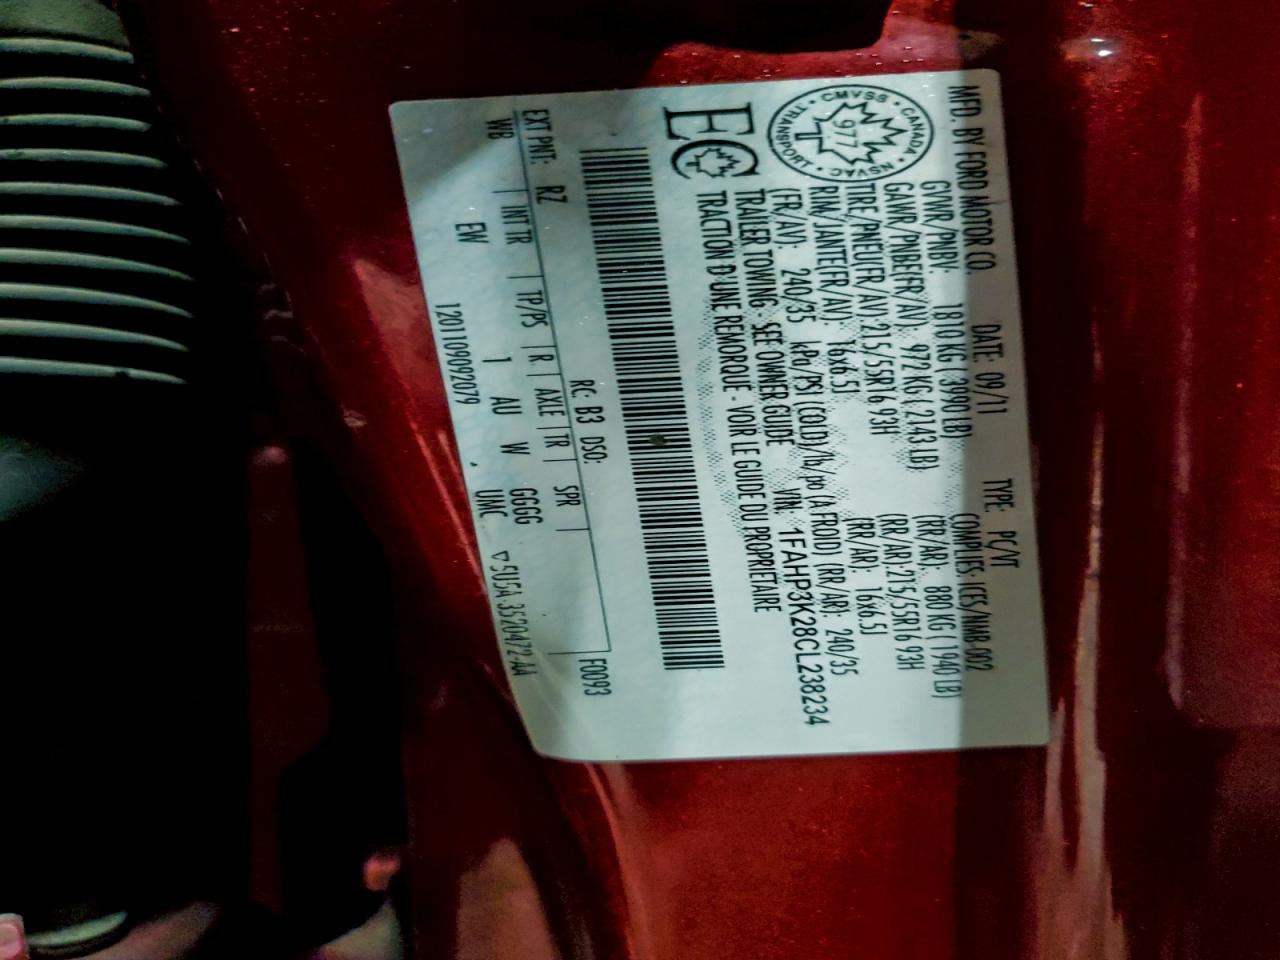 MFD. BY FORD MOTOR CO. DATE: 09/11 TYPE: PC/VT
GVWR/PNBV: 1810 KG ( 3990 LB) COMPLIES: ICES/NMB-002
GAWR/PNBE(FR/AV): 972 KG ( 2143 LB) (RR/AR): 880 KG ( 1940 LB)
TIRE/PNEU(FR/AV) 215/55R16 93H (RR/AR):215/55R16 93H
RIM/JANTE(FR/AV): 16x6.5J (RR/AR): 16x6.5J
(FR/AV): 240/35 kPa/PSI (COLD)/lb/po (A FROID) (RR/AR): 240/35
TRAILER TOWING - SEE OWNER GUIDE VIN: 1FAHP3K28CL238234
TRACTION D'UNE REMORQUE - VOIR LE GUIDE DU PROPRIETAIRE
CMVSS • CANADA • NSVAC • TRANSPORT •
977
T
EC
RC: B3 DSO: F0093
EXT PNT: RZ
WB INT TR TP/PS R AXLE TR SPR
EW 1 AU W GGGG
1201109092079 UMC 5U5A-3520472-AA